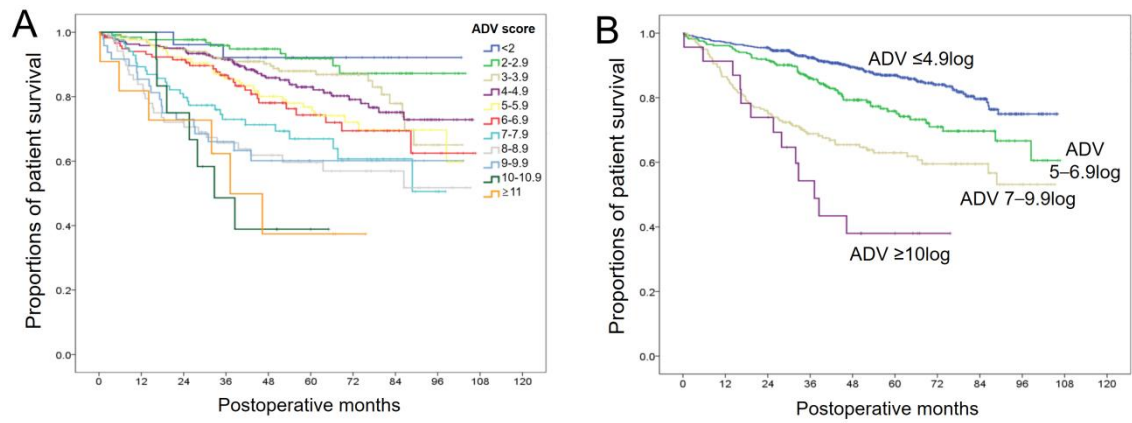 A
Proportions of patient survival
1.0
0.8
0.6
0.4
0.2
0.0
0 12 24 36 48 60 72 84 96 108 120
Postoperative months
ADV score
<2
2-2.9
3-3.9
4-4.9
5-5.9
6-6.9
7-7.9
8-8.9
9-9.9
10-10.9
≥11
B
Proportions of patient survival
1.0
0.8
0.6
0.4
0.2
0.0
0 12 24 36 48 60 72 84 96 108 120
Postoperative months
ADV ≤4.9log
ADV
5–6.9log
ADV 7–9.9log
ADV ≥10log